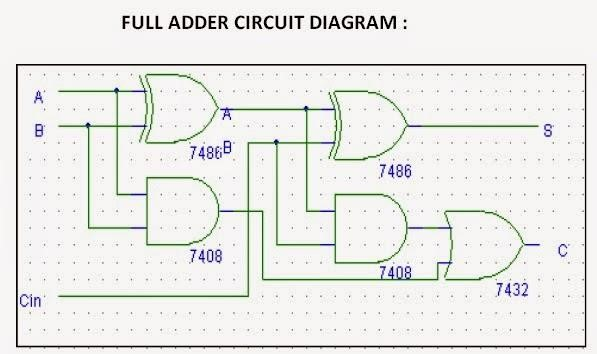 FULL ADDER CIRCUIT DIAGRAM :
A
B
A
B
7486
S
7486
7408
7408
C
7432
Cin